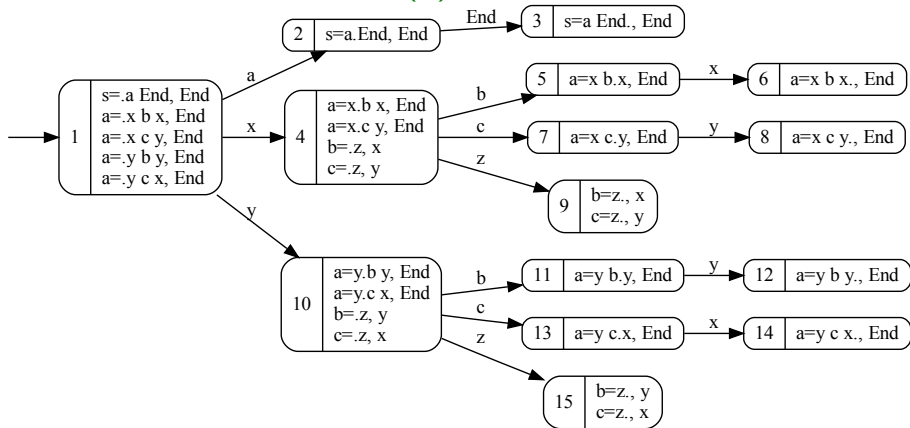 2 s=a.End, End
End
3 s=a End., End
a
1
s=.a End, End
a=.x b x, End
a=.x c y, End
a=.y b y, End
a=.y c x, End
x
4
a=x.b x, End
a=x.c y, End
b=.z, x
c=.z, y
b
5 a=x b.x, End
x
6 a=x b x., End
c
7 a=x c.y, End
y
8 a=x c y., End
z
9
b=z., x
c=z., y
y
10
a=y.b y, End
a=y.c x, End
b=.z, y
c=.z, x
b
11 a=y b.y, End
y
12 a=y b y., End
c
13 a=y c.x, End
x
14 a=y c x., End
z
15
b=z., y
c=z., x